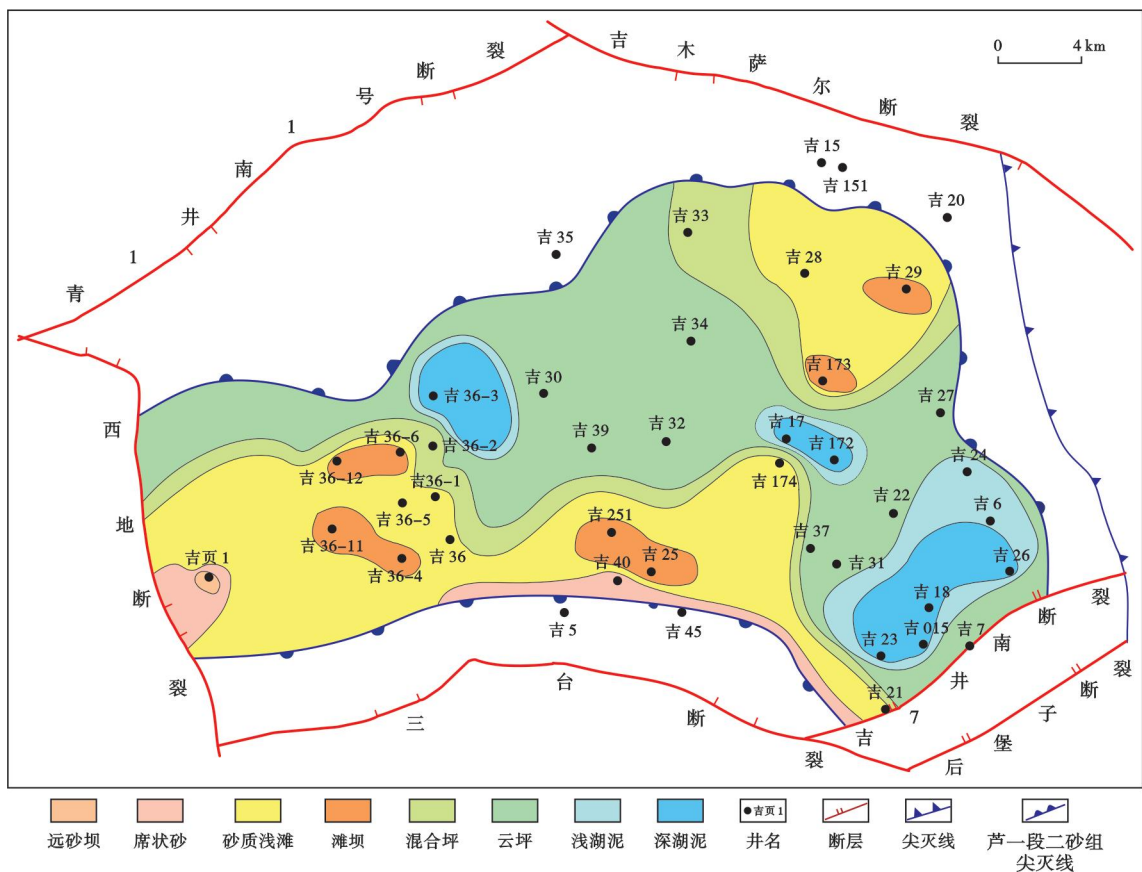 0 4 km
吉木萨尔断裂
青1井南1号断裂
西地断裂
三台断裂
吉7井南断裂
后堡子断裂
吉 15
吉 151
吉 20
吉 33
吉 35
吉 28
吉 29
吉 34
吉 173
吉 30
吉 36-3
吉 27
吉 17
吉 36-6
吉 36-2
吉 39
吉 32
吉 172
吉 24
吉 36-12
吉36-1
吉 174
吉 36-5
吉 22
吉 6
吉 251
吉 36-11
吉 36
吉 37
吉页 1
吉 36-4
吉 40
吉 25
吉 31
吉 26
吉 18
吉 5
吉 45
吉 23
吉 015
吉 7
吉 21
远砂坝
席状砂
砂质浅滩
滩坝
混合坪
云坪
浅湖泥
深湖泥
吉页 1
井名
断层
尖灭线
芦一段二砂组
尖灭线